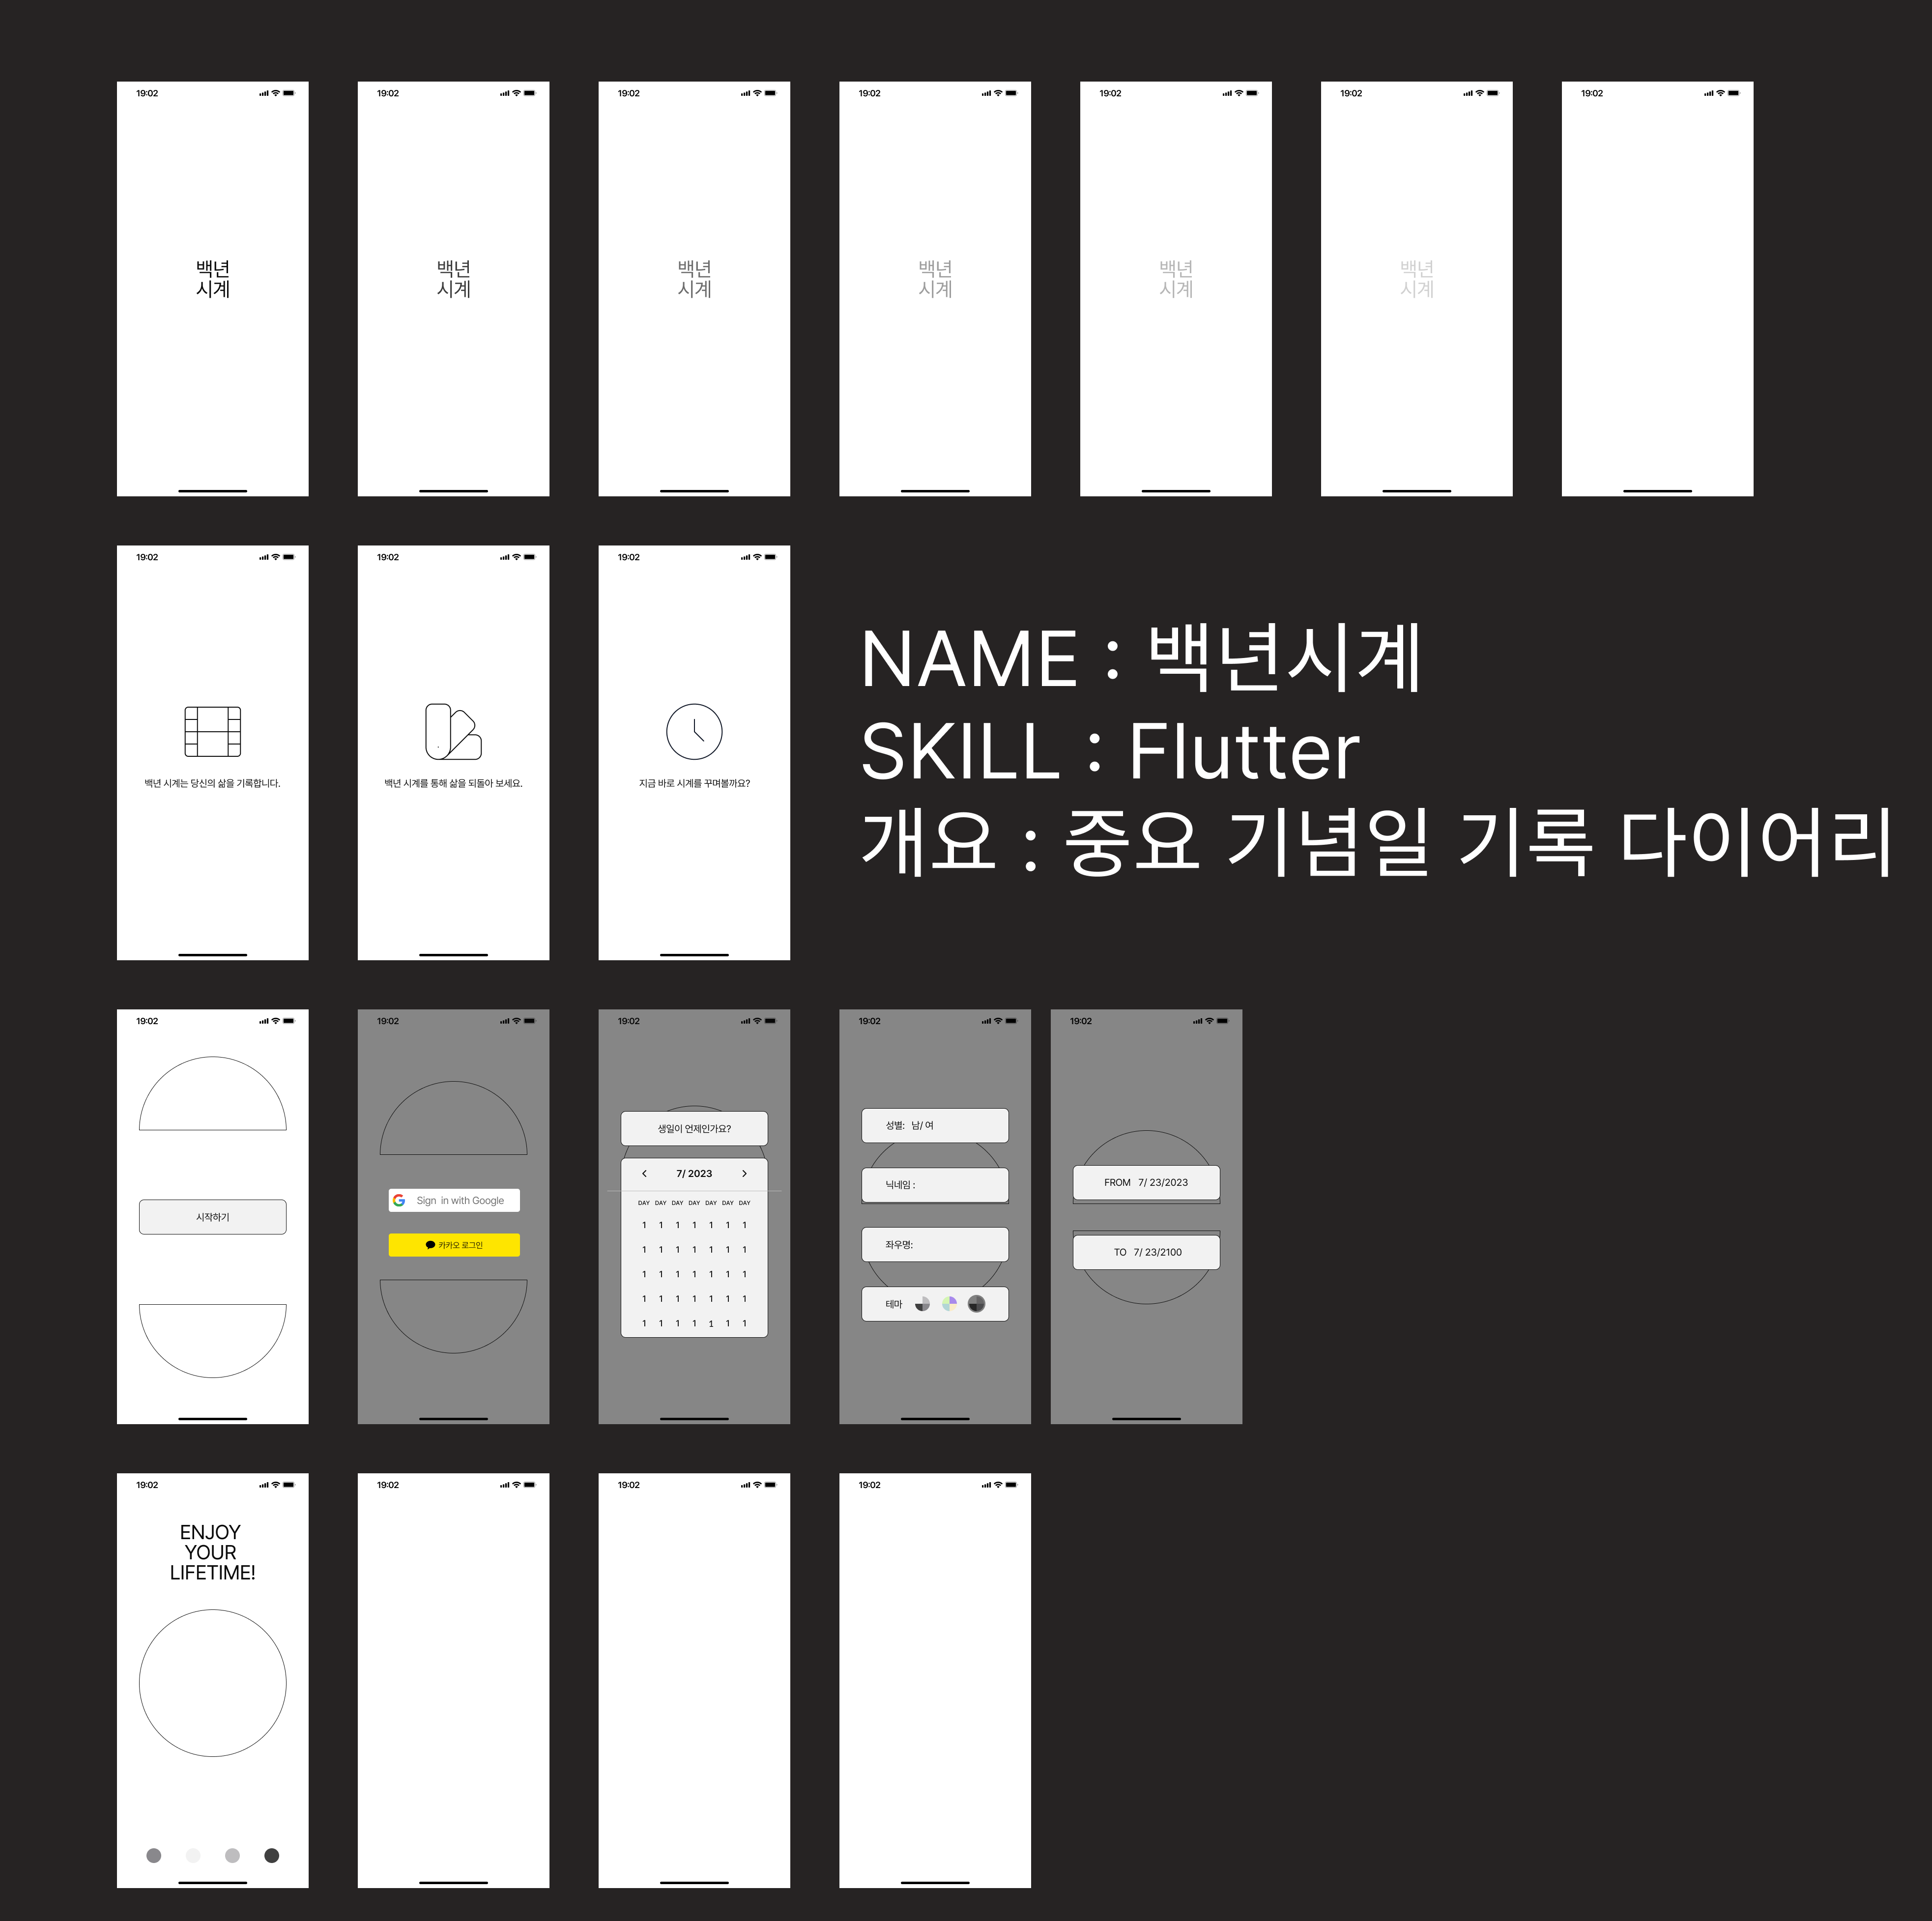 19:02
백년
시계
19:02
백년
시계
19:02
백년
시계
19:02
백년
시계
19:02
백년
시계
19:02
백년
시계
19:02
19:02
백년 시계는 당신의 삶을 기록합니다.
19:02
백년 시계를 통해 삶을 되돌아 보세요.
19:02
지금 바로 시계를 꾸며볼까요?
NAME : 백년시계
SKILL : Flutter
개요 : 중요 기념일 기록 다이어리
19:02
시작하기
19:02
Sign in with Google
카카오 로그인
19:02
생일이 언제인가요?
7/ 2023
DAY DAY DAY DAY DAY DAY DAY
1 1 1 1 1 1 1
1 1 1 1 1 1 1
1 1 1 1 1 1 1
1 1 1 1 1 1 1
1 1 1 1 1 1 1
19:02
성별: 남/ 여
닉네임 :
좌우명:
테마
19:02
FROM 7/ 23/2023
TO 7/ 23/2100
19:02
ENJOY
YOUR
LIFETIME!
19:02
19:02
19:02